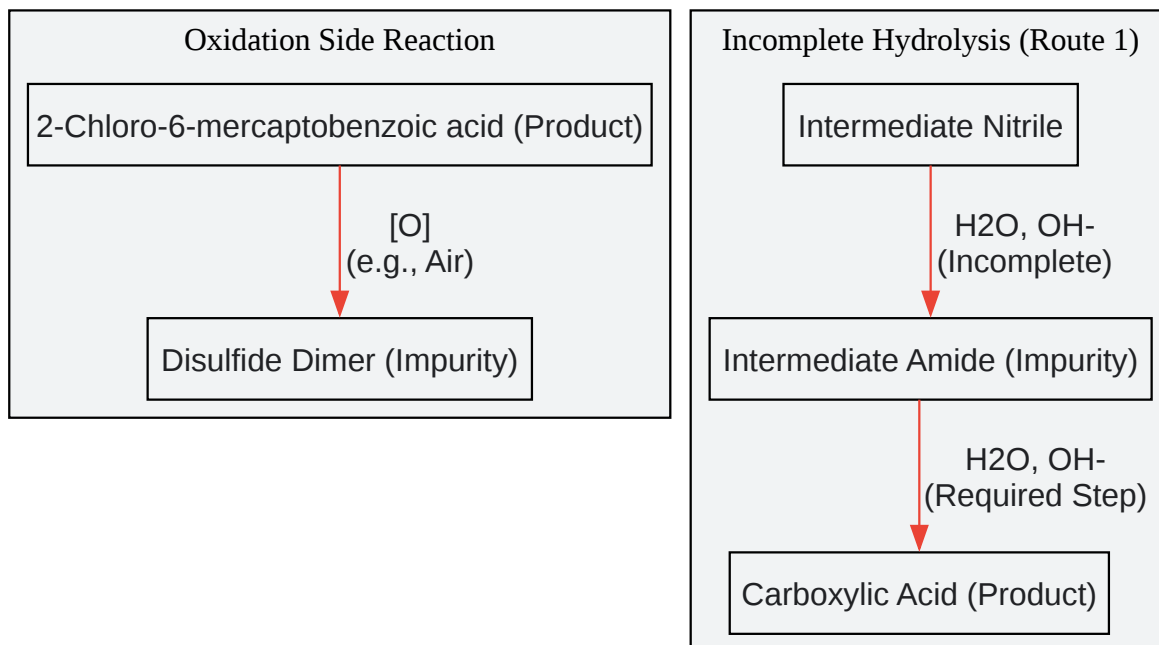 Oxidation Side Reaction
2-Chloro-6-mercaptobenzoic acid (Product)
[O]
(e.g., Air)
Disulfide Dimer (Impurity)
Incomplete Hydrolysis (Route 1)
Intermediate Nitrile
H2O, OH-
(Incomplete)
Intermediate Amide (Impurity)
H2O, OH-
(Required Step)
Carboxylic Acid (Product)